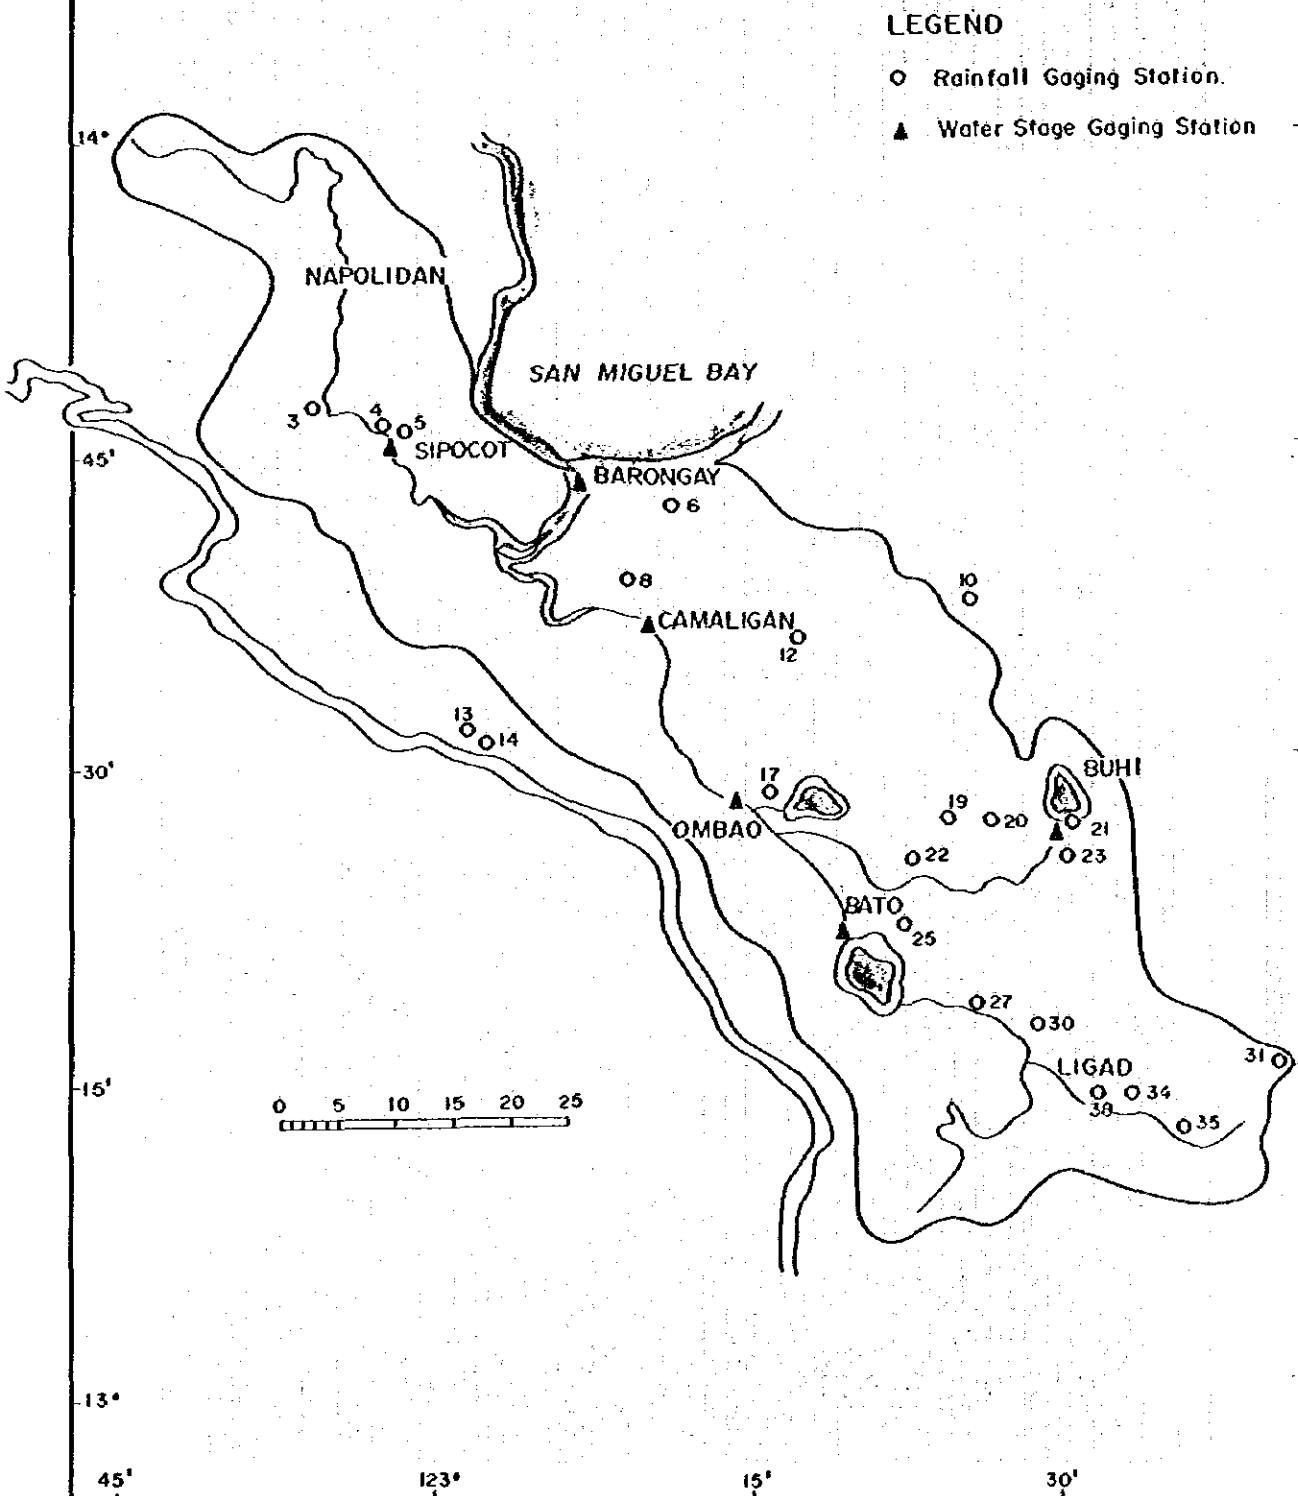 LEGEND
Rainfall Gaging Station.
Water Stage Gaging Station
14°
NAPOLIDAN
SAN MIGUEL BAY
3
4
5
SIPOCOT
45'
BARONGAY
6
8
10
CAMALIGAN
12
13
14
30'
17
BUHI
19
20
21
OMBAO
22
23
BATO
25
27
30
31
LIGAD
15'
0 5 10 15 20 25
34
38
35
13°
45' 123° 15' 30'